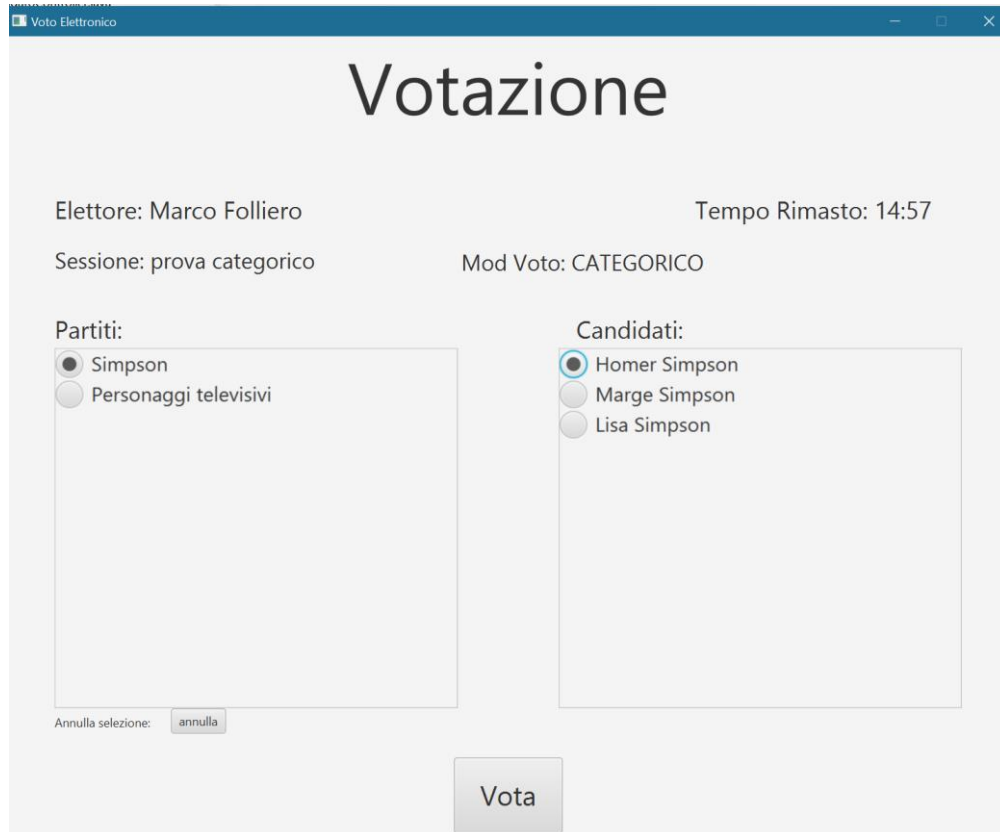 Voto Elettronico
Votazione
Elettore: Marco Folliero
Tempo Rimasto: 14:57
Sessione: prova categorico
Mod Voto: CATEGORICO
Partiti:
Simpson
Personaggi televisivi
Candidati:
Homer Simpson
Marge Simpson
Lisa Simpson
Annulla selezione:
annulla
Vota